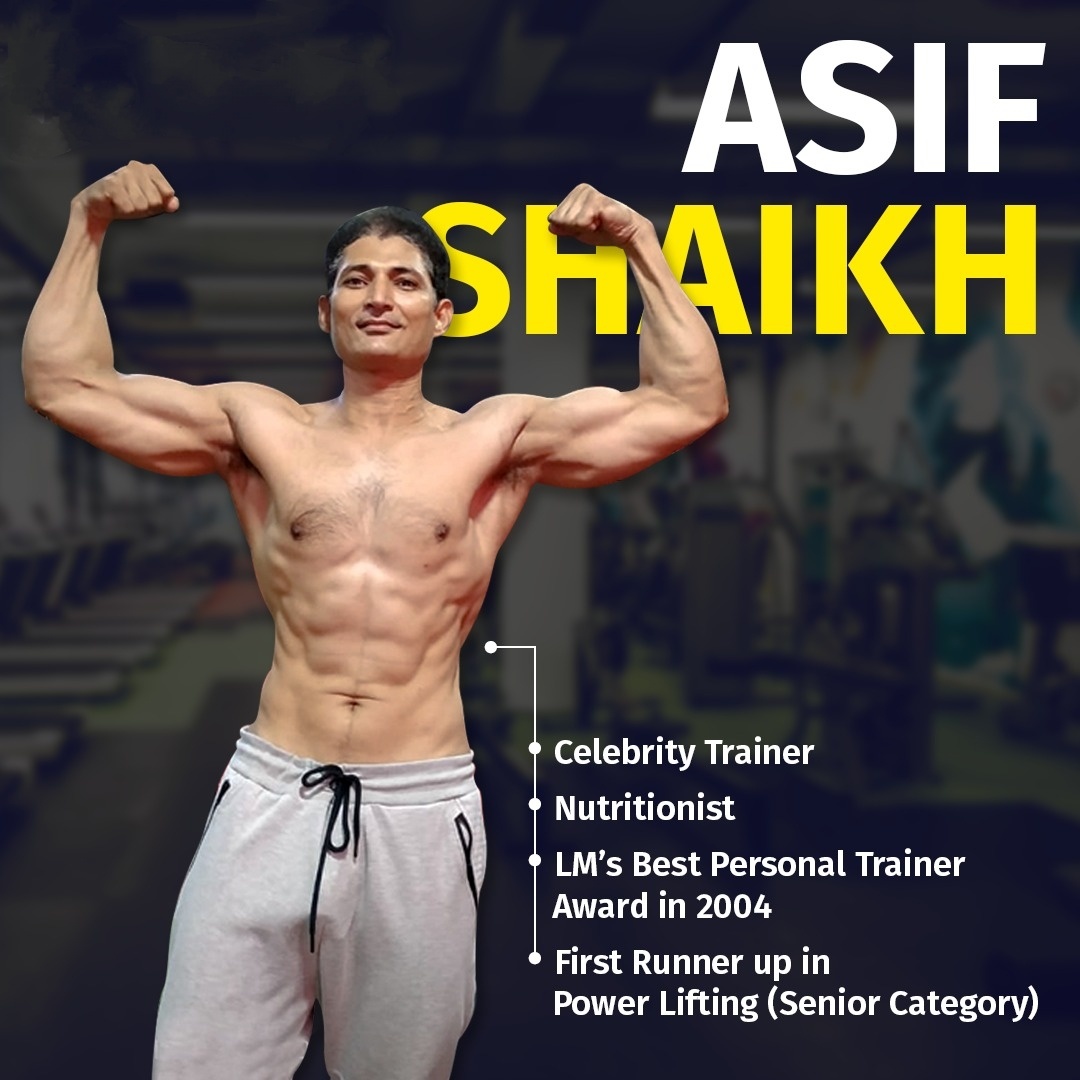 ASIF
SHAIKH
Celebrity Trainer
Nutritionist
LM’s Best Personal Trainer
Award in 2004
First Runner up in
Power Lifting (Senior Category)